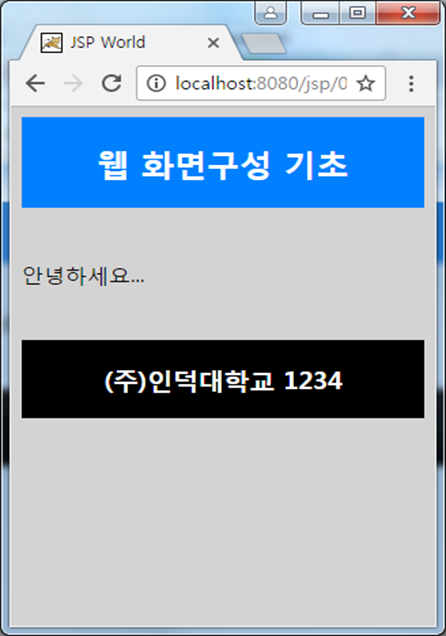 JSP World
localhost:8080/jsp/0
웹 화면구성 기초
안녕하세요...
(주)인덕대학교 1234